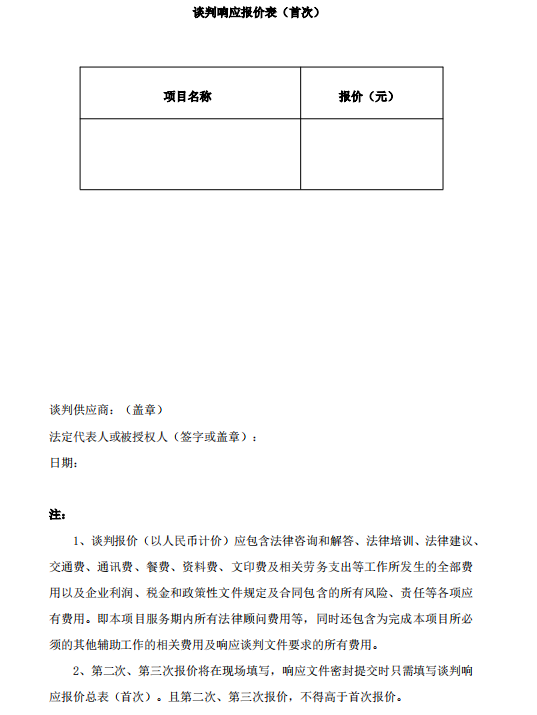 谈判响应报价表（首次）
项目名称 报价（元）
谈判供应商：（盖章）
法定代表人或被授权人（签字或盖章）:
日期:
注:
1、谈判报价（以人民币计价）应包含法律咨询和解答、法律培训、法律建议、
交通费、通讯费、餐费、资料费、文印费及相关劳务支出等工作所发生的全部费
用以及企业利润、税金和政策性文件规定及合同包含的所有风险、责任等各项应
有费用。即本项目服务期内所有法律顾问费用等，同时还包含为完成本项目所必
须的其他辅助工作的相关费用及响应谈判文件要求的所有费用。
2、第二次、第三次报价将在现场填写，响应文件密封提交时只需填写谈判响
应报价总表（首次）。且第二次、第三次报价，不得高于首次报价。